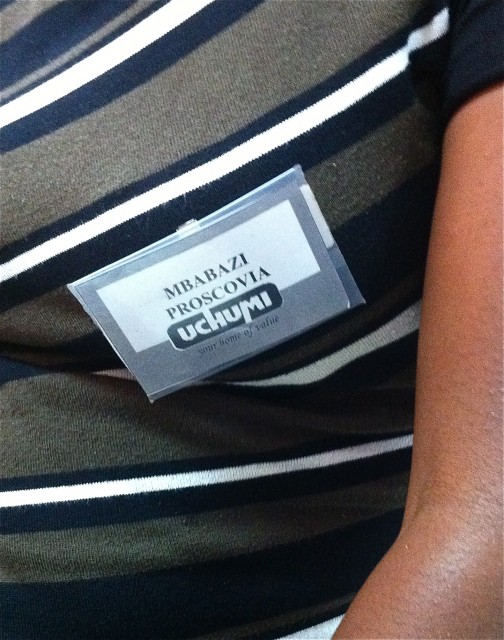 MBABAZI
PROSCOVIA
UCHUMI
your home of value